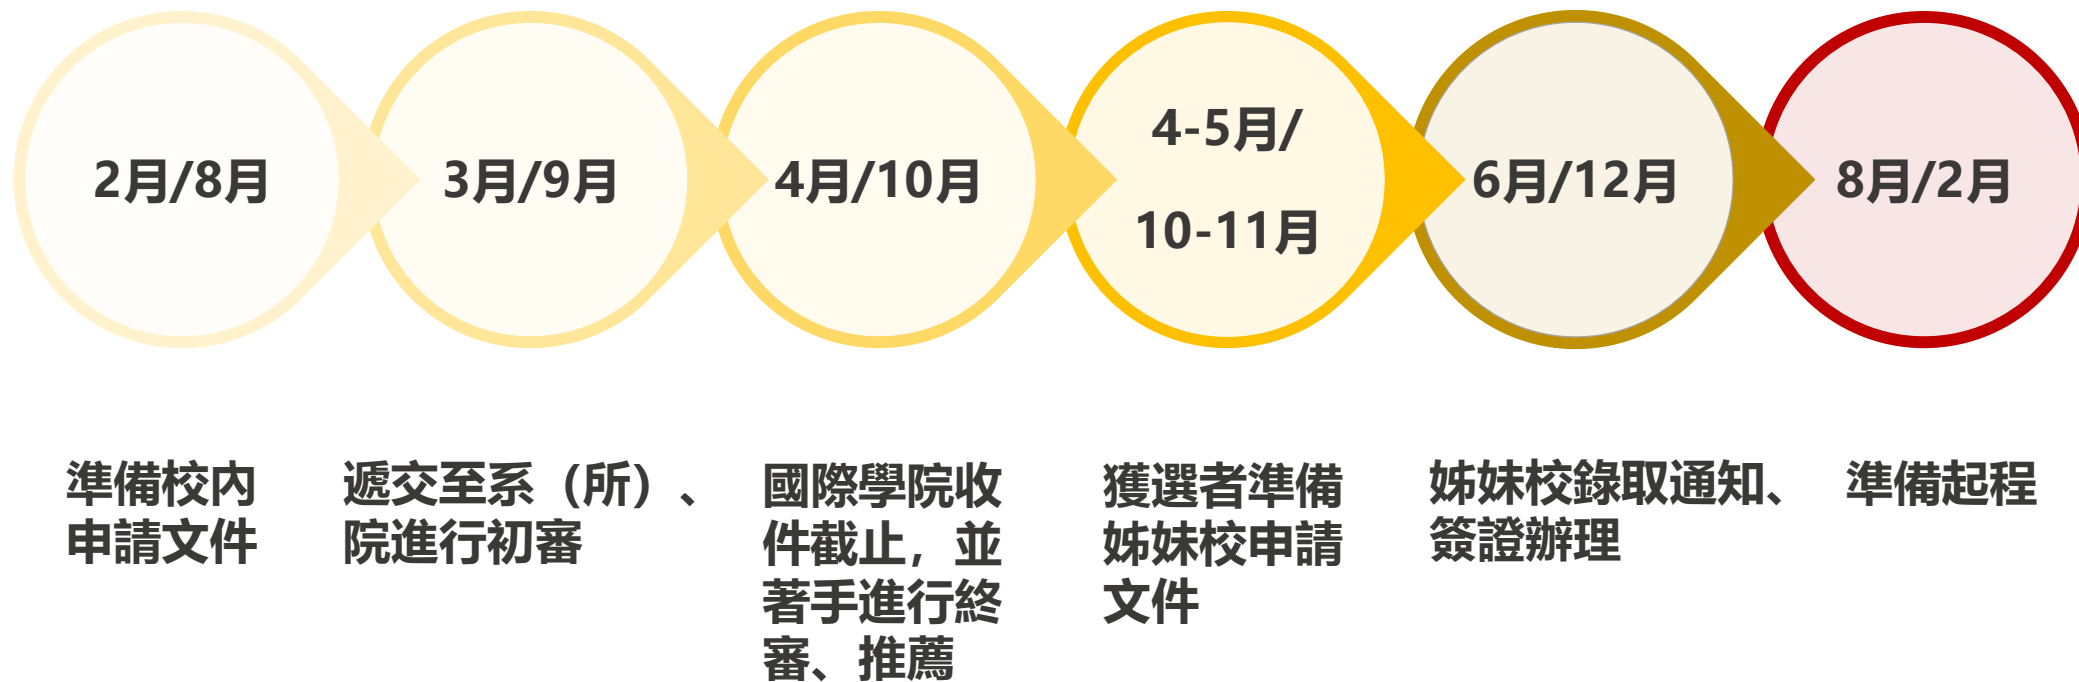 2月/8月
3月/9月
4月/10月
4-5月/
10-11月
6月/12月
8月/2月
準備校內
申請文件
遞交至系（所）、
院進行初審
國際學院收
件截止，並
著手進行終
審、推薦
獲選者準備
姊妹校申請
文件
姊妹校錄取通知、
簽證辦理
準備起程